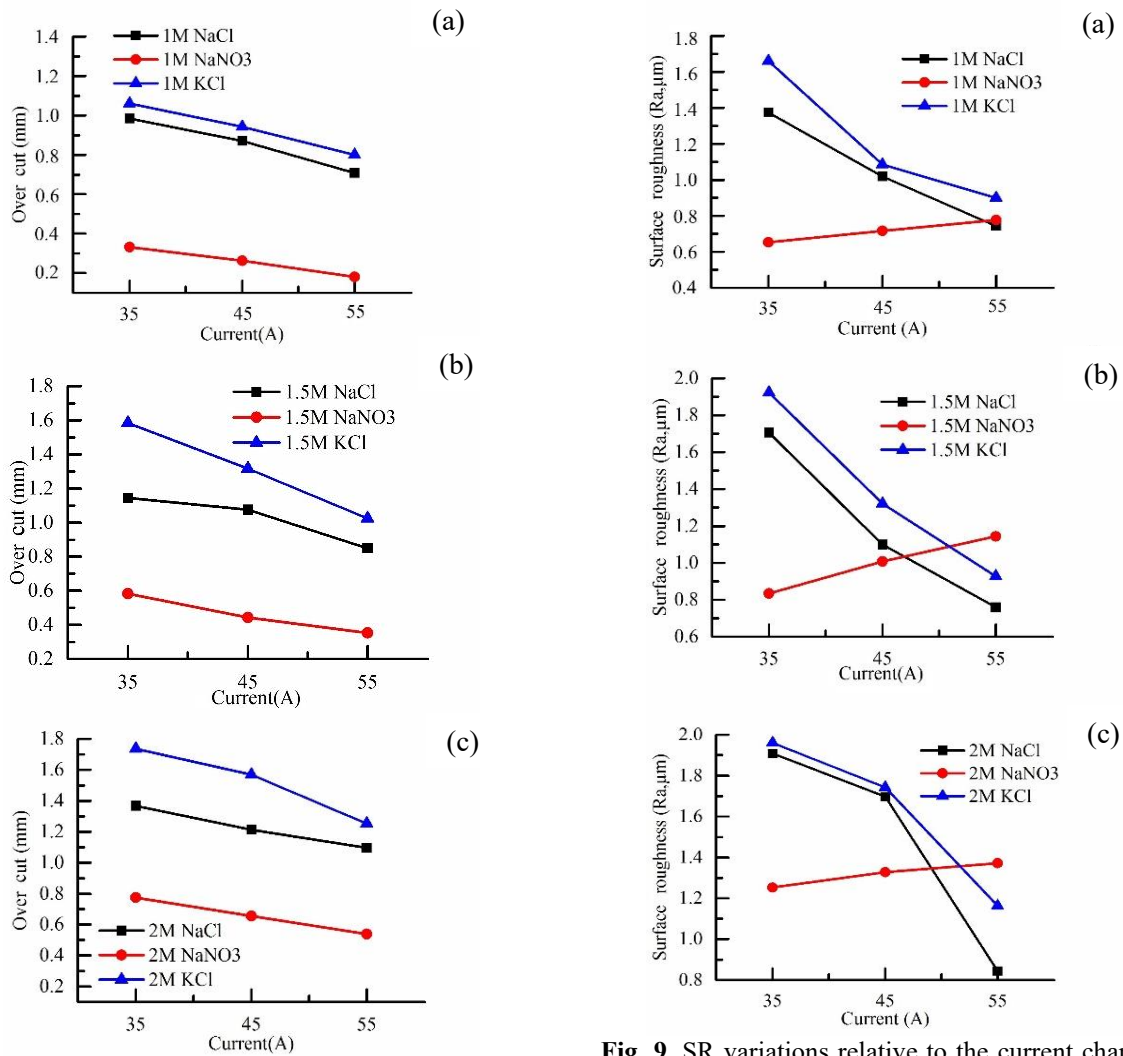 (a)
1M NaCl
1M NaNO3
1M KCl
Over cut (mm)
1.4
1.2
1.0
0.8
0.6
0.4
0.2
35 45 55
Current(A)
(b)
1.5M NaCl
1.5M NaNO3
1.5M KCl
Over cut (mm)
1.8
1.6
1.4
1.2
1.0
0.8
0.6
0.4
0.2
35 45 55
Current(A)
(c)
2M NaCl
2M NaNO3
2M KCl
Over cut (mm)
1.8
1.6
1.4
1.2
1.0
0.8
0.6
0.4
0.2
35 45 55
Current(A)
(a)
1M NaCl
1M NaNO3
1M KCl
Surface roughness (Ra,μm)
1.8
1.6
1.4
1.2
1.0
0.8
0.6
0.4
35 45 55
Current (A)
(b)
1.5M NaCl
1.5M NaNO3
1.5M KCl
Surface roughness (Ra,μm)
2.0
1.8
1.6
1.4
1.2
1.0
0.8
0.6
35 45 55
Current (A)
(c)
2M NaCl
2M NaNO3
2M KCl
Surface roughness (Ra,μm)
2.0
1.8
1.6
1.4
1.2
1.0
0.8
35 45 55
Current (A)
Fig. 9. SR variations relative to the current